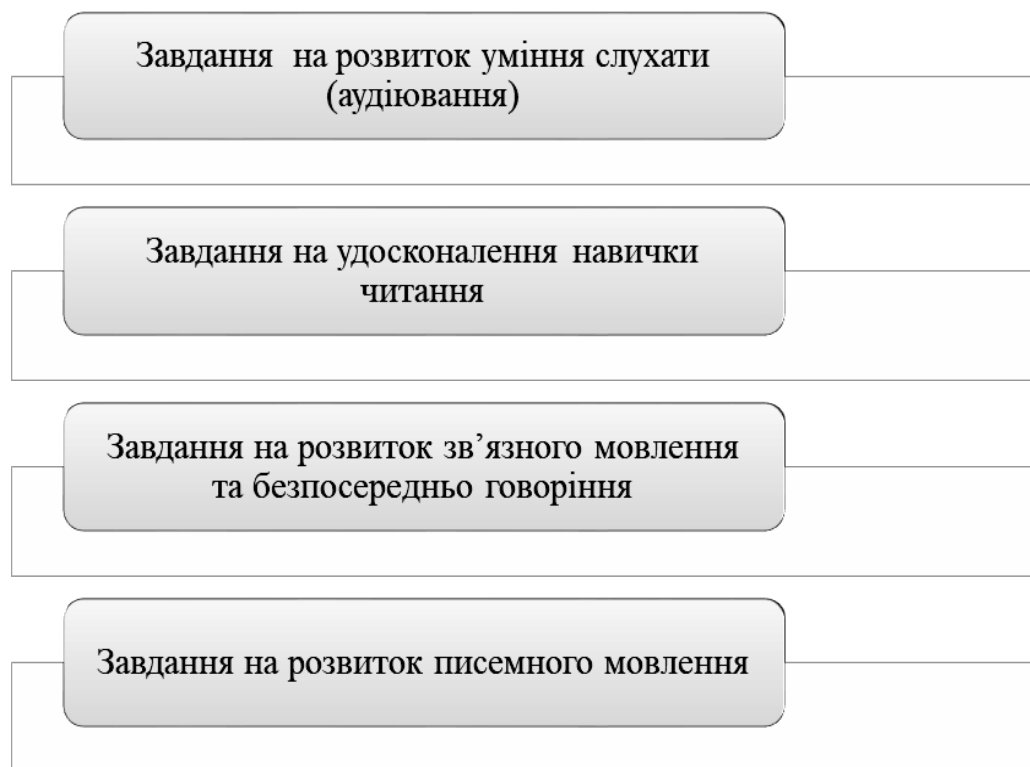 Завдання на розвиток уміння слухати
(аудіювання)
Завдання на удосконалення навички
читання
Завдання на розвиток зв’язного мовлення
та безпосередньо говоріння
Завдання на розвиток писемного мовлення